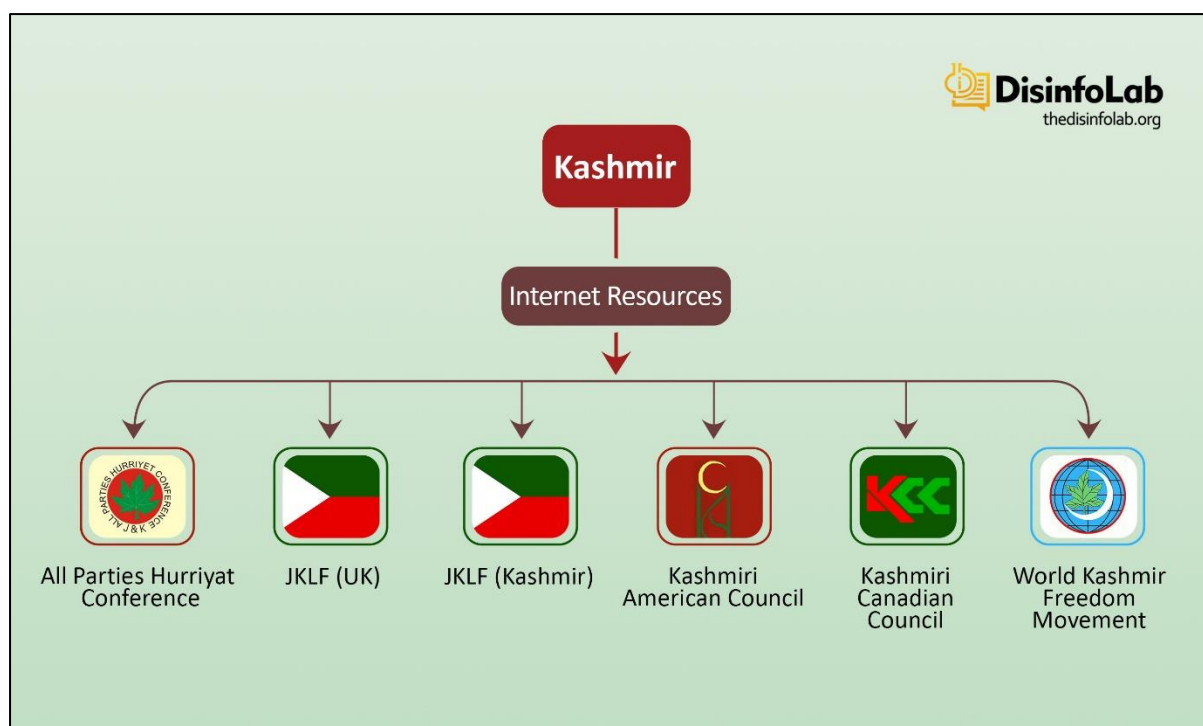 DisinfoLab
thedisinfolab.org
Kashmir
Internet Resources
ALL PARTIES HURRIYET CONFERENCE
J & K
KCC
All Parties Hurriyat
Conference
JKLF (UK)
JKLF (Kashmir)
Kashmiri
American Council
Kashmiri
Canadian
Council
World Kashmir
Freedom
Movement